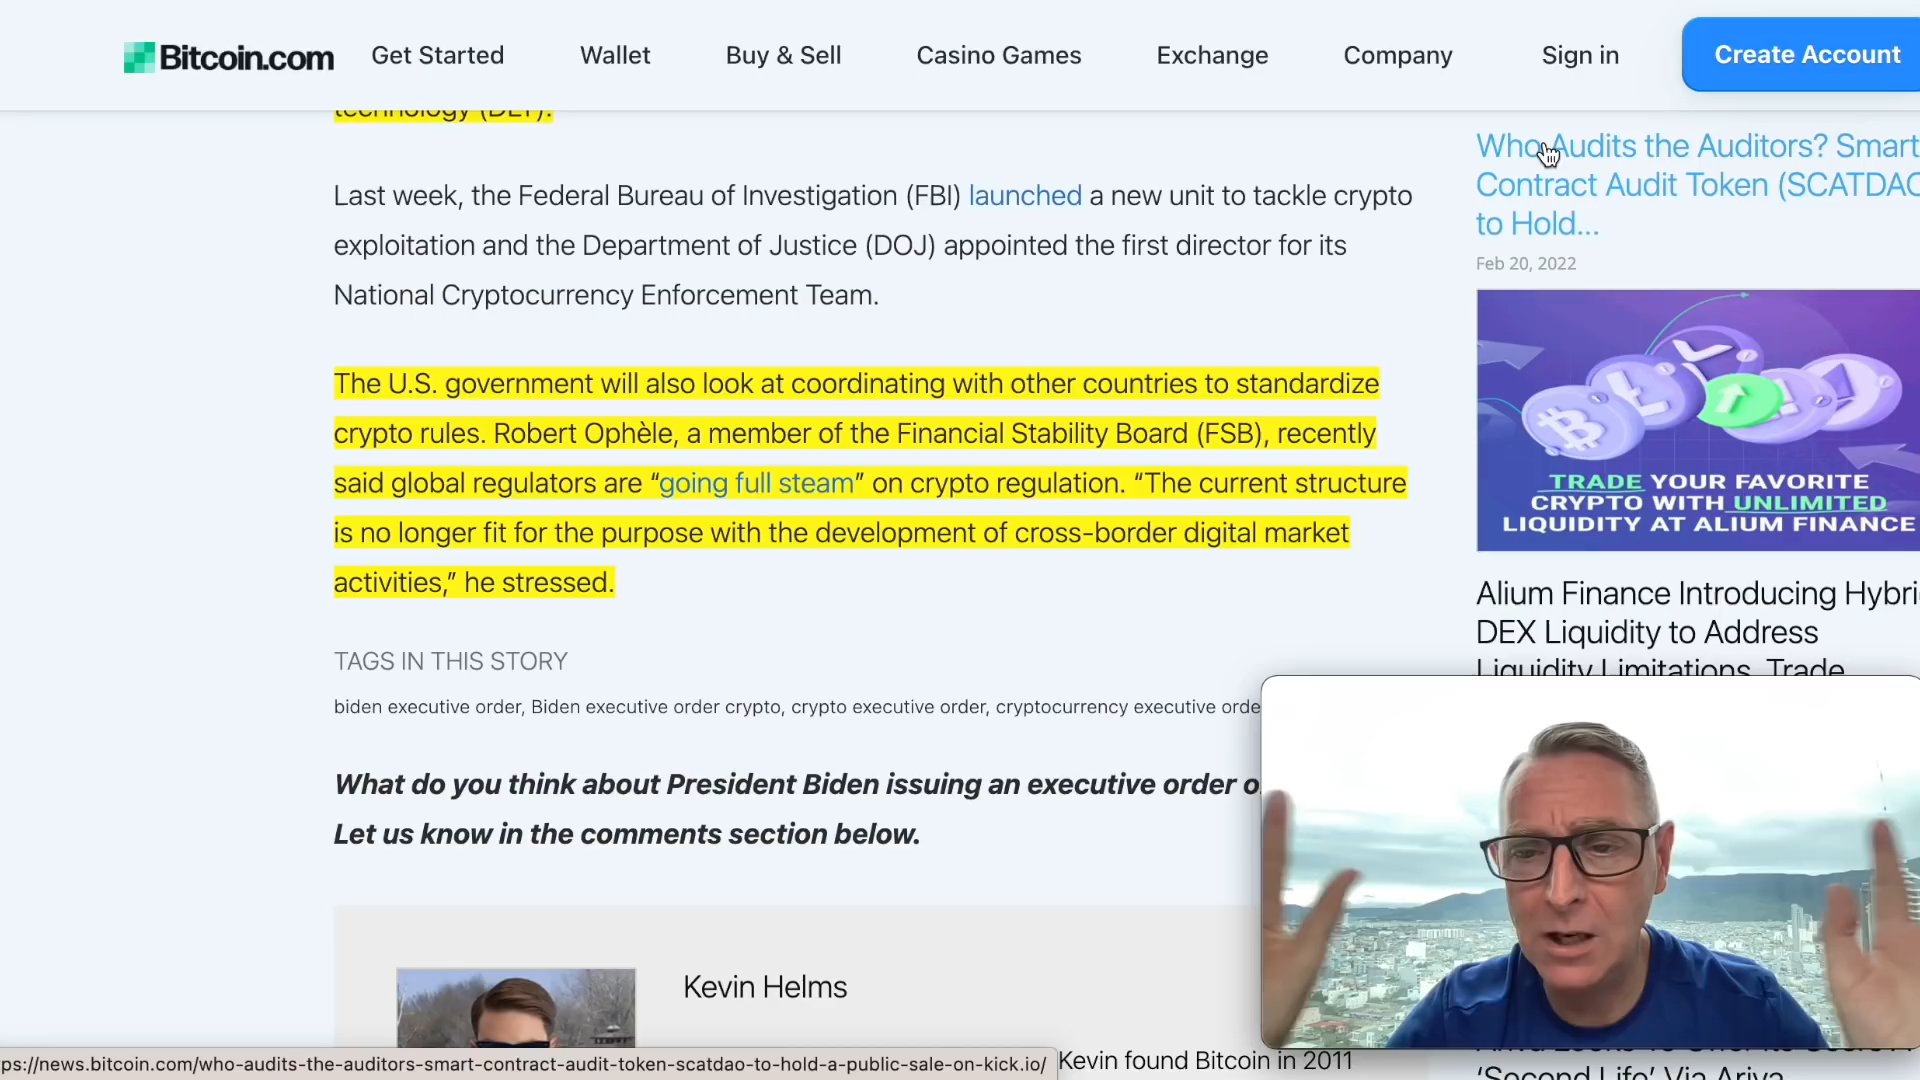 Bitcoin.com
Get Started Wallet Buy & Sell Casino Games Exchange Company Sign in Create Account
technology (DLT).
Last week, the Federal Bureau of Investigation (FBI) launched a new unit to tackle crypto
exploitation and the Department of Justice (DOJ) appointed the first director for its
National Cryptocurrency Enforcement Team.
The U.S. government will also look at coordinating with other countries to standardize
crypto rules. Robert Ophèle, a member of the Financial Stability Board (FSB), recently
said global regulators are “going full steam” on crypto regulation. “The current structure
is no longer fit for the purpose with the development of cross-border digital market
activities,” he stressed.
TAGS IN THIS STORY
biden executive order, Biden executive order crypto, crypto executive order, cryptocurrency executive orde
What do you think about President Biden issuing an executive order o
Let us know in the comments section below.
Kevin Helms
Kevin found Bitcoin in 2011
Who Audits the Auditors? Smart
Contract Audit Token (SCATDAO
to Hold...
Feb 20, 2022
TRADE YOUR FAVORITE
CRYPTO WITH UNLIMITED
LIQUIDITY AT ALIUM FINANCE
Alium Finance Introducing Hybri
DEX Liquidity to Address
Liquidity Limitations, Trade
‘Second Life’ Via Ariva
ps://news.bitcoin.com/who-audits-the-auditors-smart-contract-audit-token-scatdao-to-hold-a-public-sale-on-kick.io/